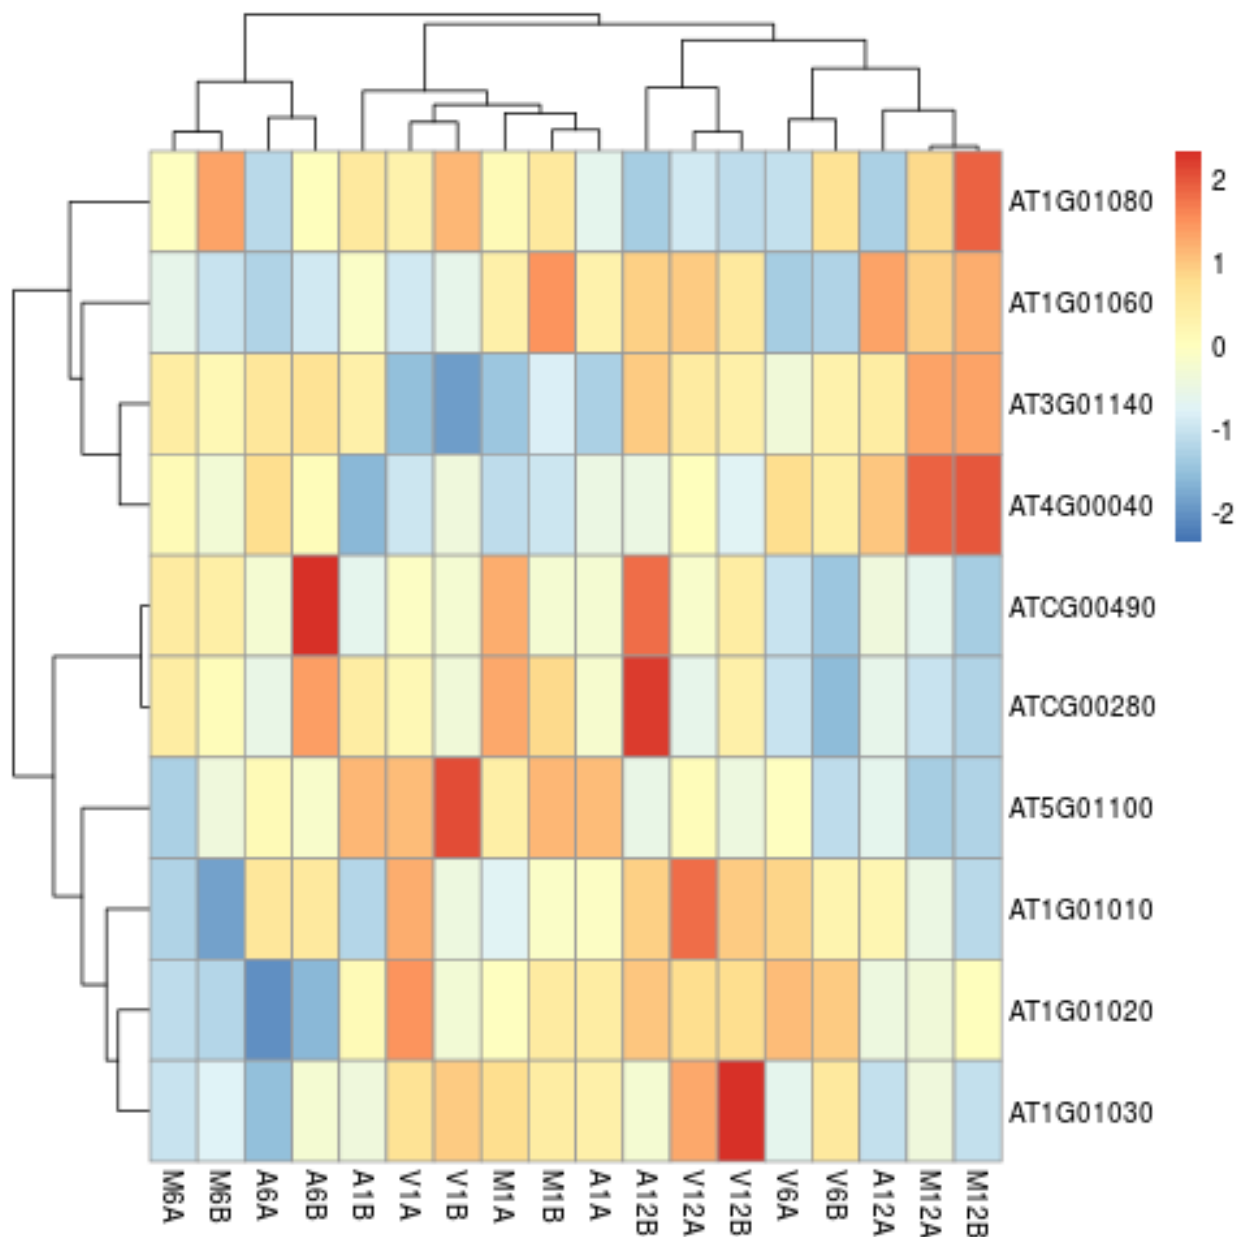 AT1G01080
AT1G01060
AT3G01140
AT4G00040
ATCG00490
ATCG00280
AT5G01100
AT1G01010
AT1G01020
AT1G01030
2
1
0
-1
-2
M6A
M6B
A6A
A6B
A1B
V1A
V1B
M1A
M1B
A1A
A12B
V12A
V12B
V6A
V6B
A12A
M12A
M12B